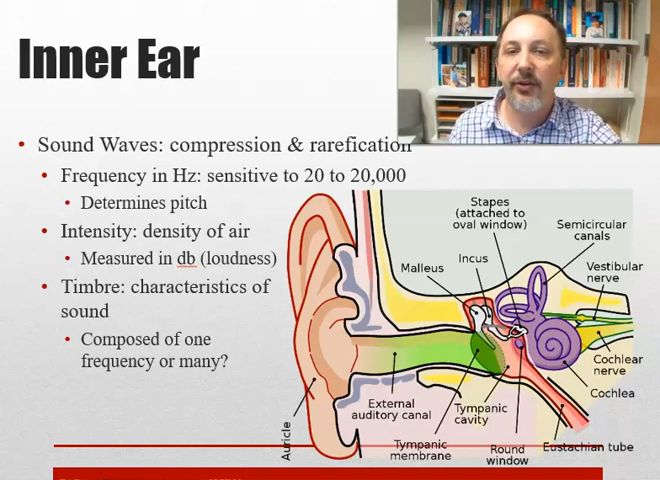 Inner Ear
Sound Waves: compression & rarefication
Frequency in Hz: sensitive to 20 to 20,000
Determines pitch
Intensity: density of air
Measured in db (loudness)
Timbre: characteristics of
sound
Composed of one
frequency or many?
Stapes
(attached to
oval window)
Semicircular
canals
Incus
Malleus
Vestibular
nerve
Cochlear
nerve
Cochlea
External
auditory canal
Tympanic
cavity
Auricle
Tympanic
membrane
Round
window
Eustachian tube